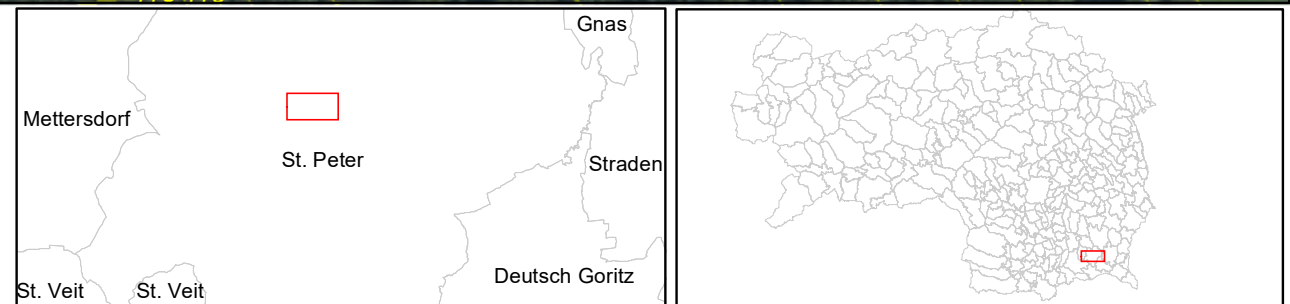 Gnas
Mettersdorf
St. Peter
Straden
Deutsch Goritz
St. Veit
St. Veit